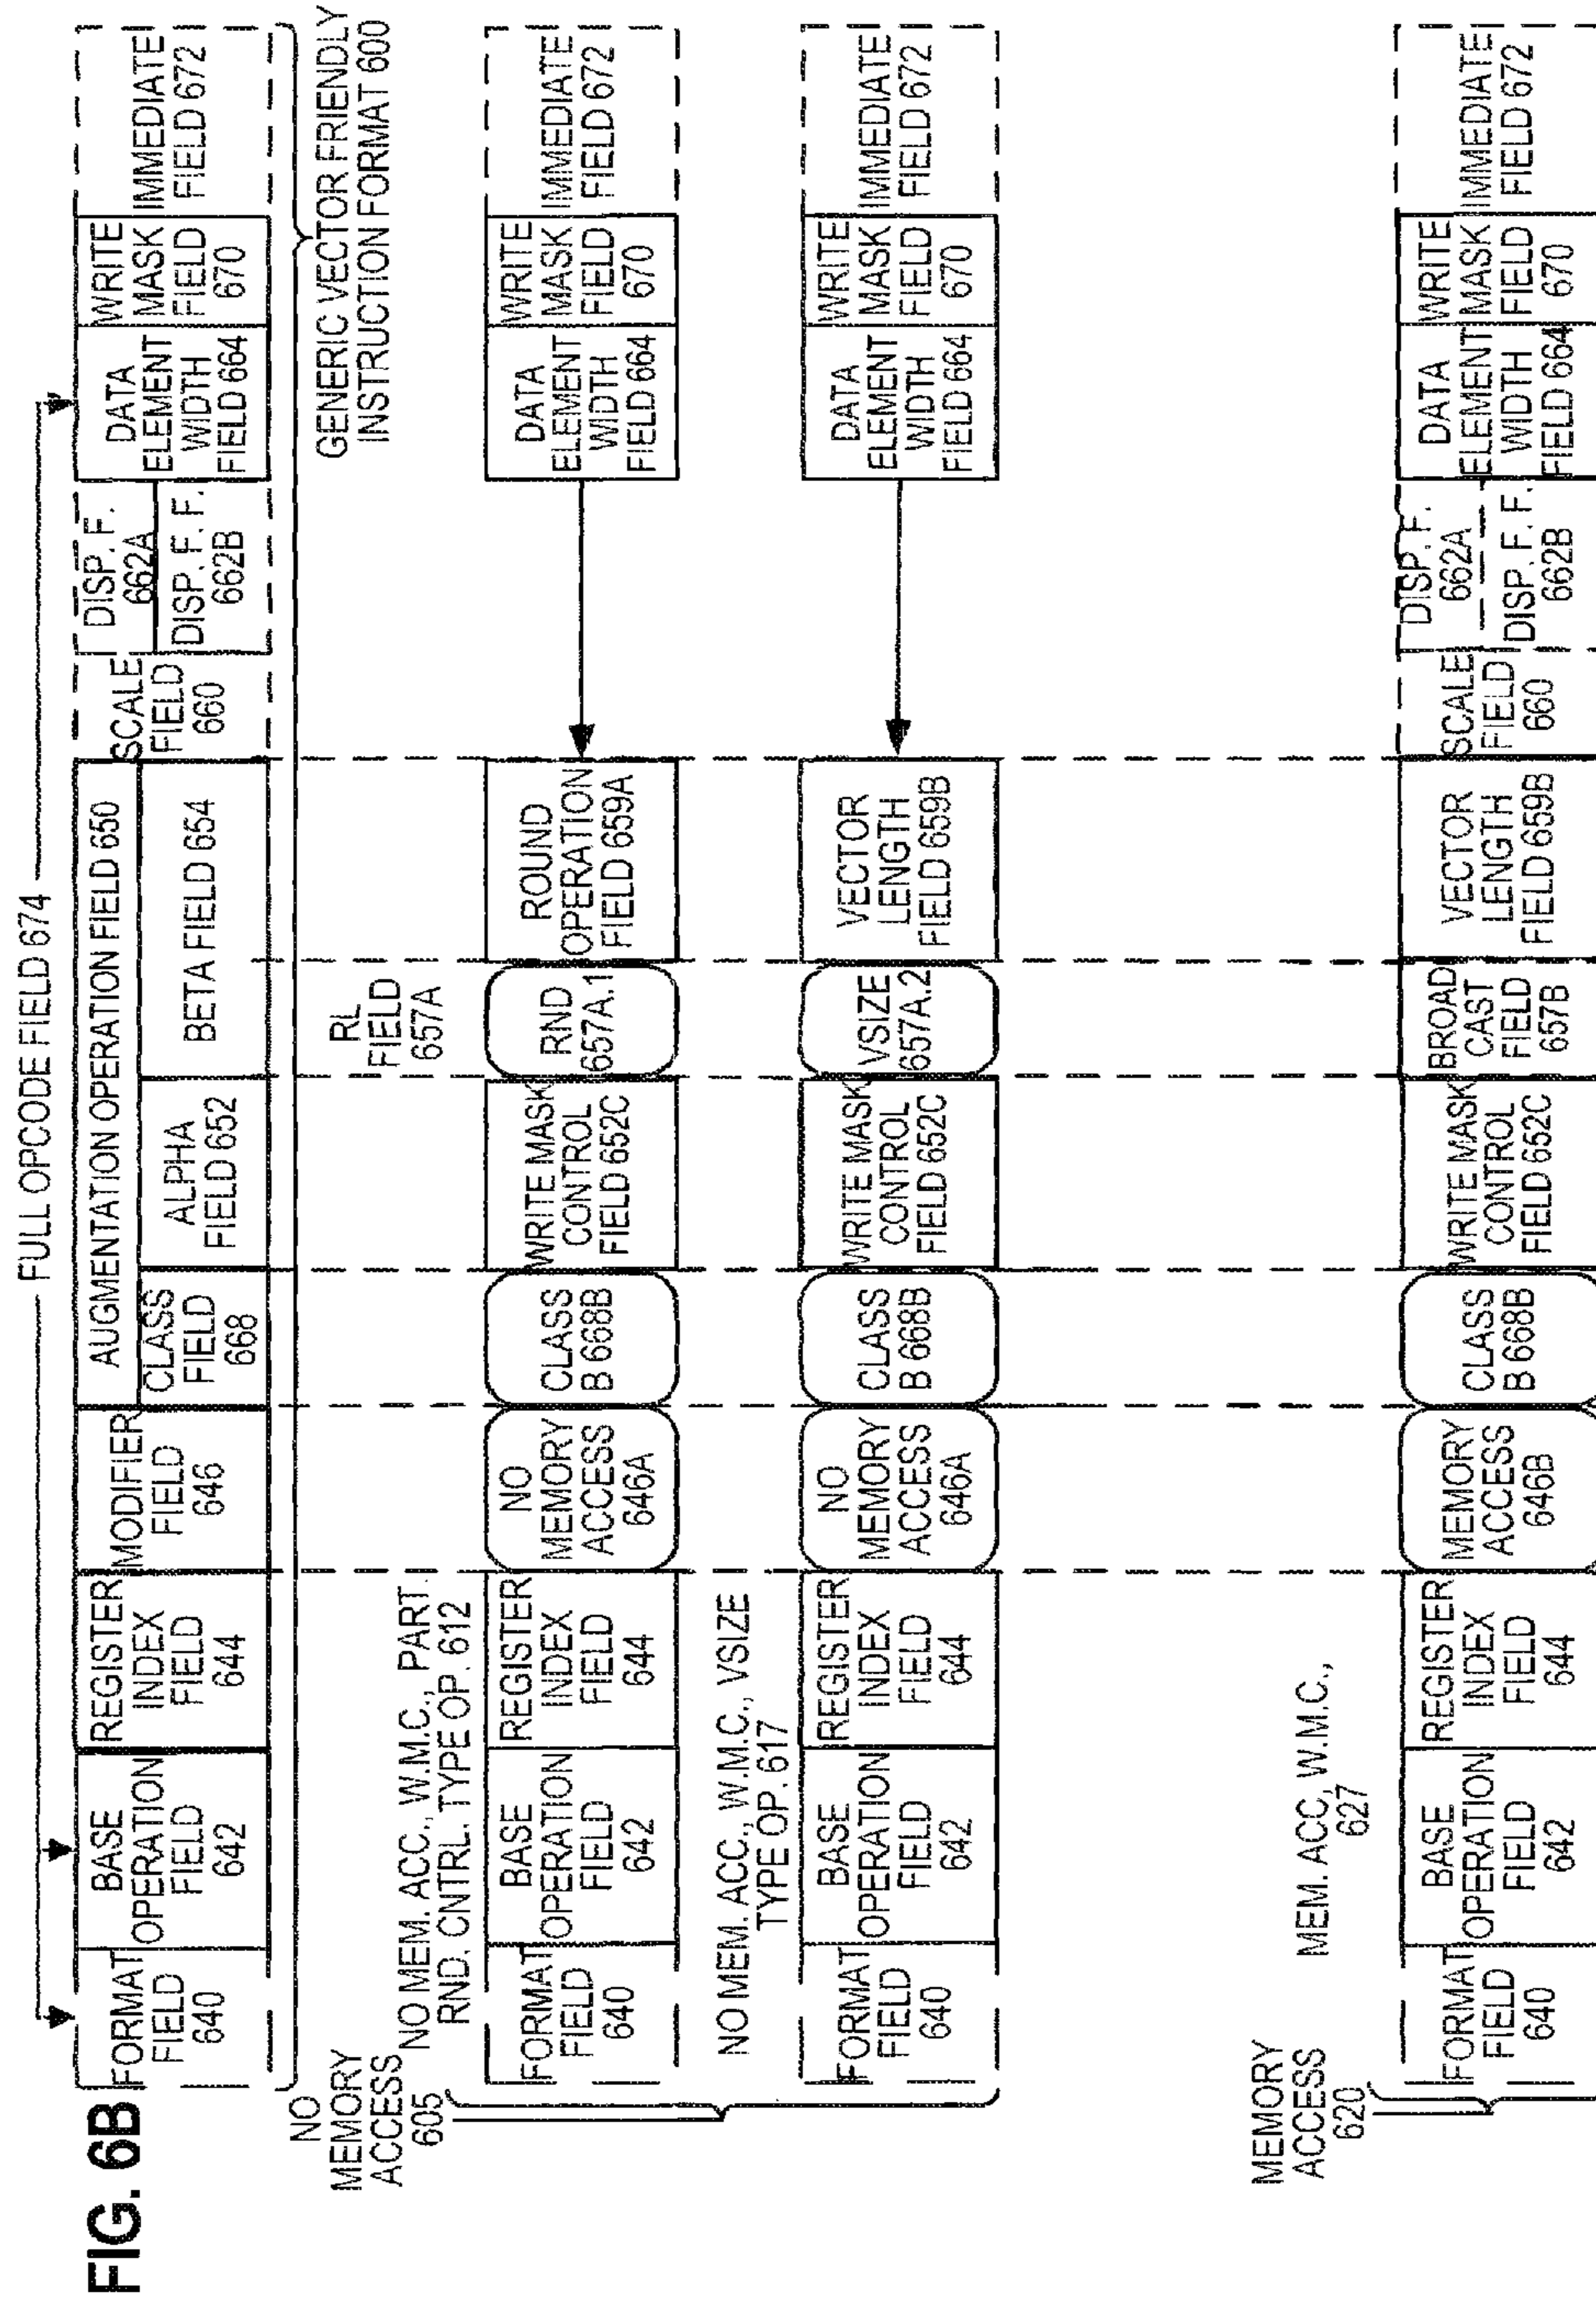 FIG. 6B
FULL OPCODE FIELD 674
FORMAT
FIELD
640
BASE
OPERATION
FIELD
642
REGISTER
INDEX
FIELD
644
MODIFIER
FIELD
646
AUGMENTATION OPERATION FIELD 650
CLASS
FIELD
668
ALPHA
FIELD 652
BETA FIELD 654
SCALE
FIELD
660
DISP. F.
662A
DISP. F. F.
662B
DATA
ELEMENT
WIDTH
FIELD 664
WRITE
MASK
FIELD
670
IMMEDIATE
FIELD 672
GENERIC VECTOR FRIENDLY
INSTRUCTION FORMAT 600
NO
MEMORY
ACCESS
605
NO MEM. ACC., W.M.C., PART.
RND. CNTRL. TYPE OP. 612
RL
FIELD
657A
FORMAT
FIELD
640
BASE
OPERATION
FIELD
642
REGISTER
INDEX
FIELD
644
NO
MEMORY
ACCESS
646A
CLASS
B 668B
WRITE MASK
CONTROL
FIELD 652C
RND
657A.1
ROUND
OPERATION
FIELD 659A
DATA
ELEMENT
WIDTH
FIELD 664
WRITE
MASK
FIELD
670
IMMEDIATE
FIELD 672
NO MEM. ACC., W.M.C., VSIZE
TYPE OP. 617
FORMAT
FIELD
640
BASE
OPERATION
FIELD
642
REGISTER
INDEX
FIELD
644
NO
MEMORY
ACCESS
646A
CLASS
B 668B
WRITE MASK
CONTROL
FIELD 652C
VSIZE
657A.2
VECTOR
LENGTH
FIELD 659B
DATA
ELEMENT
WIDTH
FIELD 664
WRITE
MASK
FIELD
670
IMMEDIATE
FIELD 672
MEMORY
ACCESS
620
MEM. ACC, W.M.C.,
627
FORMAT
FIELD
640
BASE
OPERATION
FIELD
642
REGISTER
INDEX
FIELD
644
MEMORY
ACCESS
646B
CLASS
B 668B
WRITE MASK
CONTROL
FIELD 652C
BROAD
CAST
FIELD
657B
VECTOR
LENGTH
FIELD 659B
SCALE
FIELD
660
DISP. F.
662A
DISP. F. F.
662B
DATA
ELEMENT
WIDTH
FIELD 664
WRITE
MASK
FIELD
670
IMMEDIATE
FIELD 672